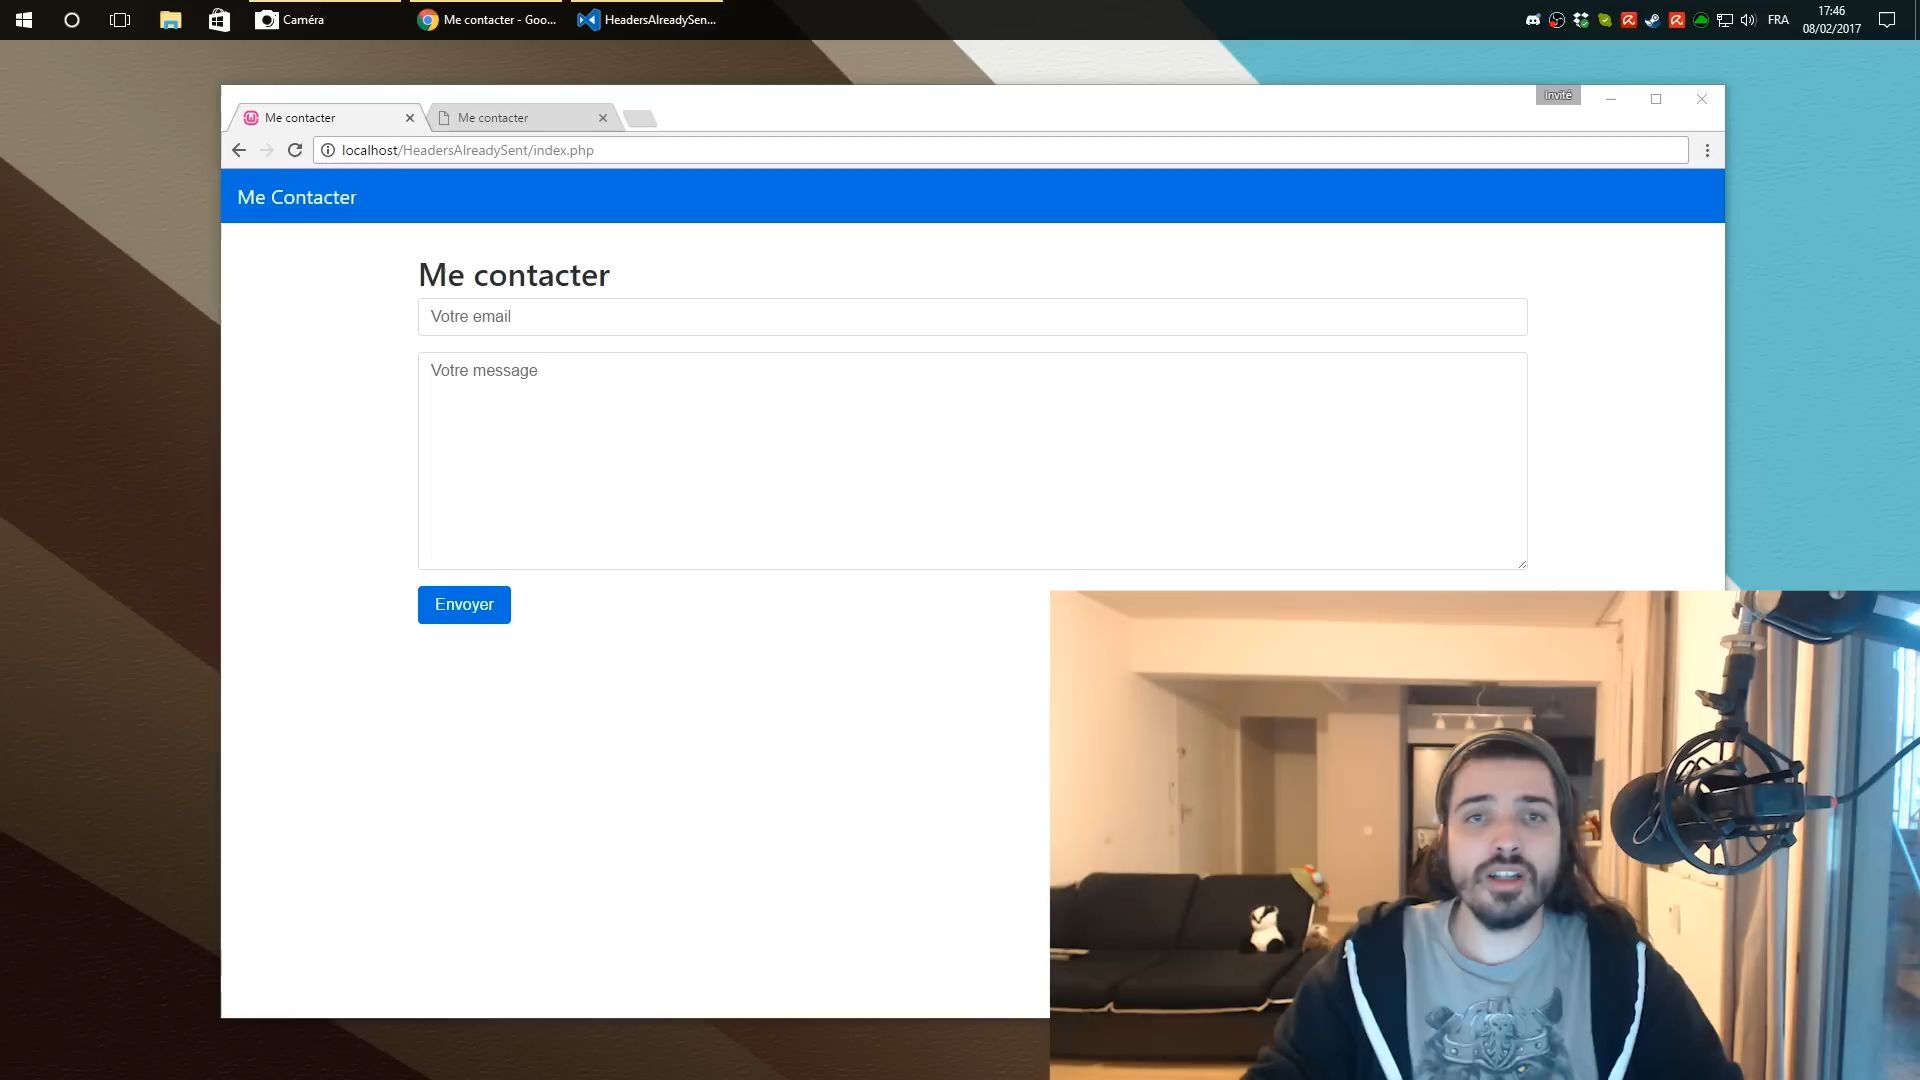 Caméra
Me contacter - Goo...
HeadersAlreadySen...
FRA
17:46
08/02/2017
Invité
Me contacter
Me contacter
localhost/HeadersAlreadySent/index.php
Me Contacter
Me contacter
Votre email
Votre message
Envoyer